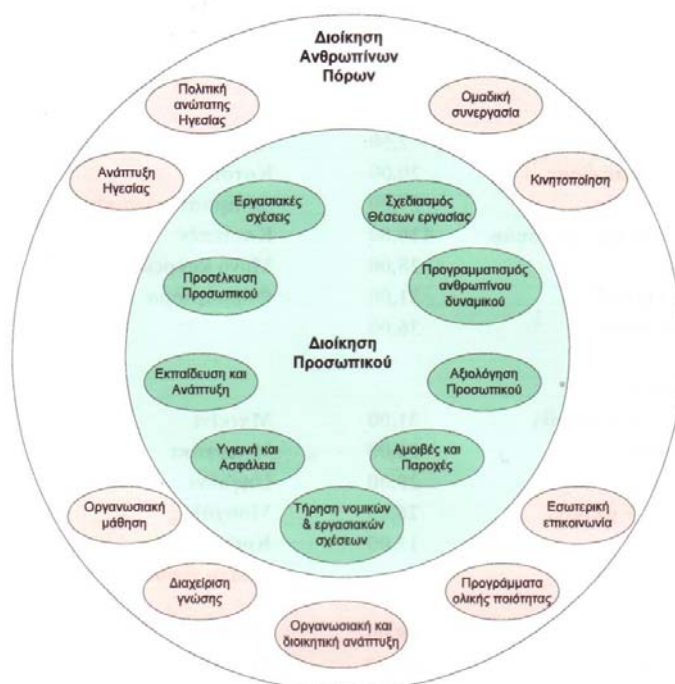 Διοίκηση
Ανθρωπίνων
Πόρων
Πολιτική
ανώτατης
Ηγεσίας
Ομαδική
συνεργασία
Ανάπτυξη
Ηγεσίας
Κινητοποίηση
Εργασιακές
σχέσεις
Σχεδιασμός
Θέσεων εργασίας
Προσέλκυση
Προσωπικού
Προγραμματισμός
ανθρωπίνου
δυναμικού
Διοίκηση
Προσωπικού
Εκπαίδευση και
Ανάπτυξη
Αξιολόγηση
Προσωπικού
Υγιεινή και
Ασφάλεια
Αμοιβές και
Παροχές
Οργανωσιακή
μάθηση
Τήρηση νομικών
& εργασιακών
σχέσεων
Εσωτερική
επικοινωνία
Διαχείριση
γνώσης
Προγράμματα
ολικής ποιότητας
Οργανωσιακή και
διοικητική ανάπτυξη